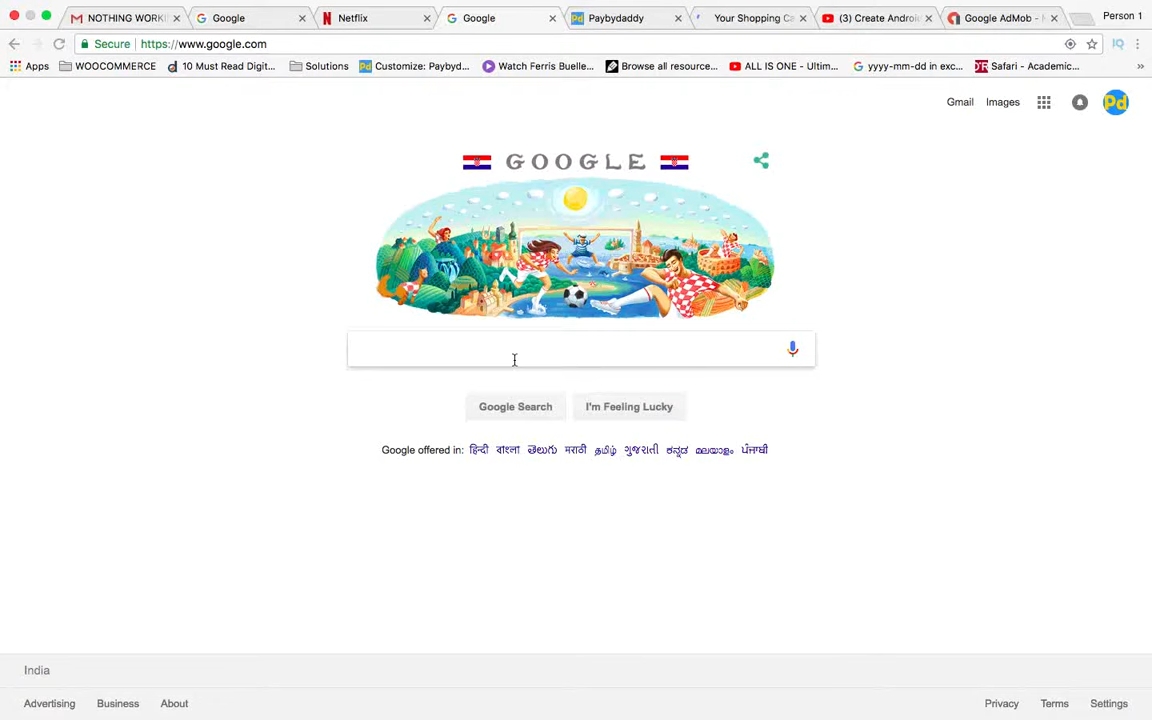 NOTHING WORKI
Google
Netflix
Google
Paybydaddy
Your Shopping Ca
(3) Create Androi
Google AdMob - M
Person 1
Secure
https://www.google.com
Apps
WOOCOMMERCE
10 Must Read Digit...
Solutions
Customize: Paybyd...
Watch Ferris Buelle...
Browse all resource...
ALL IS ONE - Ultim...
yyyy-mm-dd in exc...
Safari - Academic...
»
Gmail
Images
Pd
GOOGLE
Google Search
I'm Feeling Lucky
Google offered in: हिन्दी বাংলা తెలుగు मराठी தமிழ் ગુજરાતી ಕನ್ನಡ മലയാളം ਪੰਜਾਬੀ
India
Advertising
Business
About
Privacy
Terms
Settings